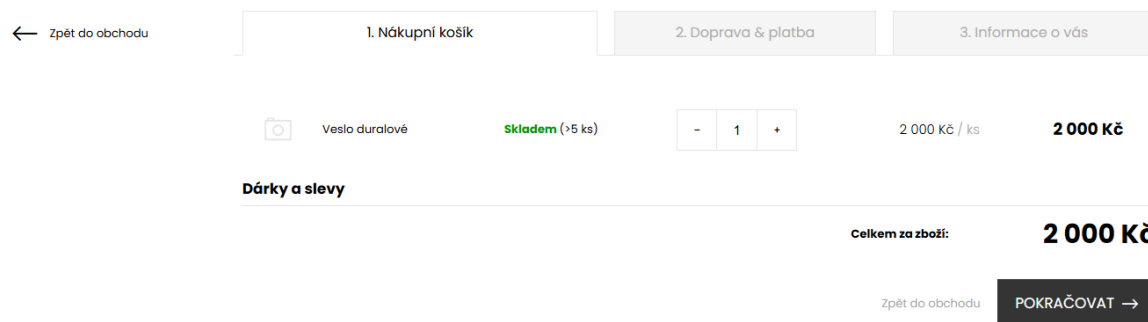 Zpět do obchodu
1. Nákupní košík
2. Doprava & platba
3. Informace o vás
Veslo duralové
Skladem (>5 ks)
- 1 +
2 000 Kč / ks
2 000 Kč
Dárky a slevy
Celkem za zboží:
2 000 Kč
Zpět do obchodu
POKRAČOVAT →